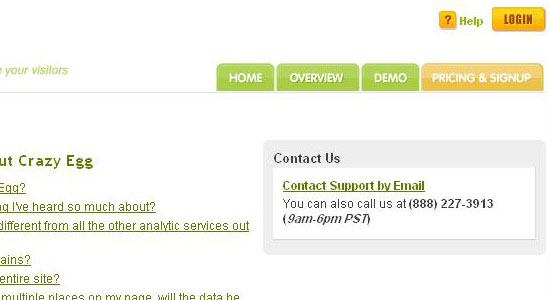 ? Help LOGIN
e your visitors
HOME OVERVIEW DEMO PRICING & SIGNUP
ut Crazy Egg
Egg?
ng I've heard so much about?
different from all the other analytic services out
ains?
entire site?
multiple places on my page, will the data be
Contact Us
Contact Support by Email
You can also call us at (888) 227-3913
(9am-6pm PST)